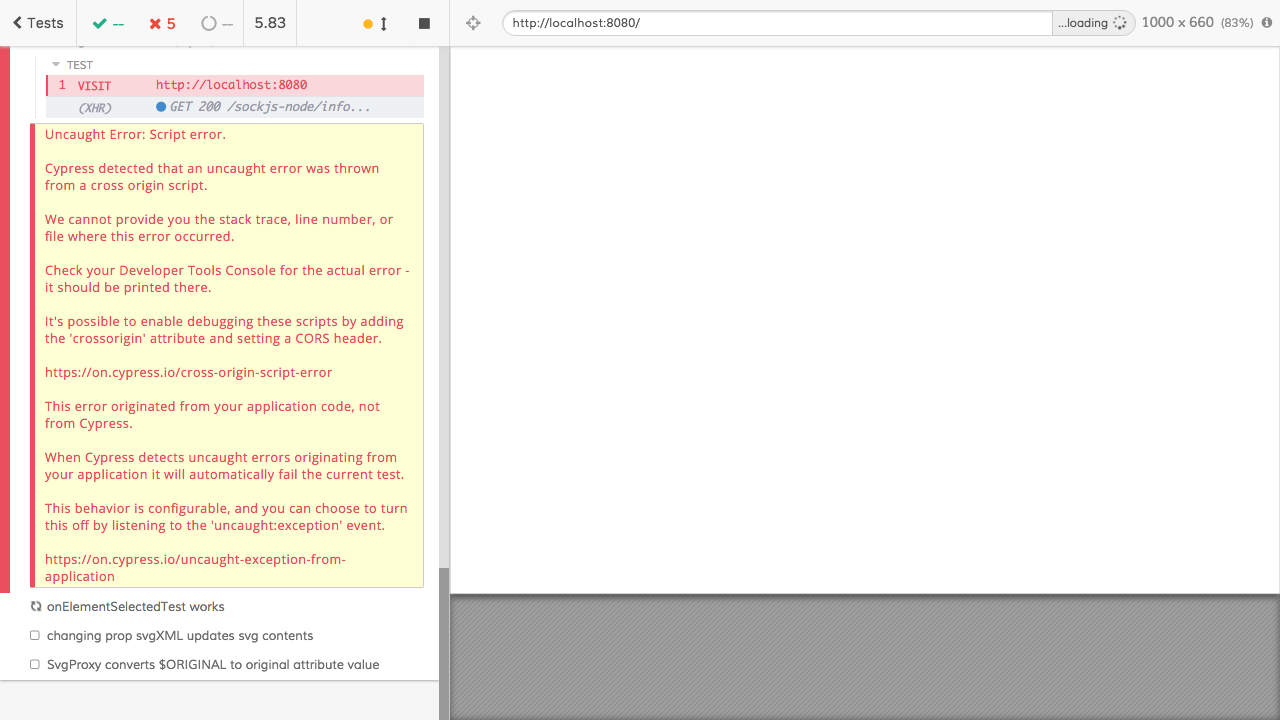 Tests
--
5
--
5.83
http://localhost:8080/
...loading
1000 x 660 (83%)
TEST
1 VISIT http://localhost:8080
(XHR) GET 200 /sockjs-node/info...
Uncaught Error: Script error.
Cypress detected that an uncaught error was thrown
from a cross origin script.
We cannot provide you the stack trace, line number, or
file where this error occurred.
Check your Developer Tools Console for the actual error -
it should be printed there.
It's possible to enable debugging these scripts by adding
the 'crossorigin' attribute and setting a CORS header.
https://on.cypress.io/cross-origin-script-error
This error originated from your application code, not
from Cypress.
When Cypress detects uncaught errors originating from
your application it will automatically fail the current test.
This behavior is configurable, and you can choose to turn
this off by listening to the 'uncaught:exception' event.
https://on.cypress.io/uncaught-exception-from-
application
onElementSelectedTest works
changing prop svgXML updates svg contents
SvgProxy converts $ORIGINAL to original attribute value